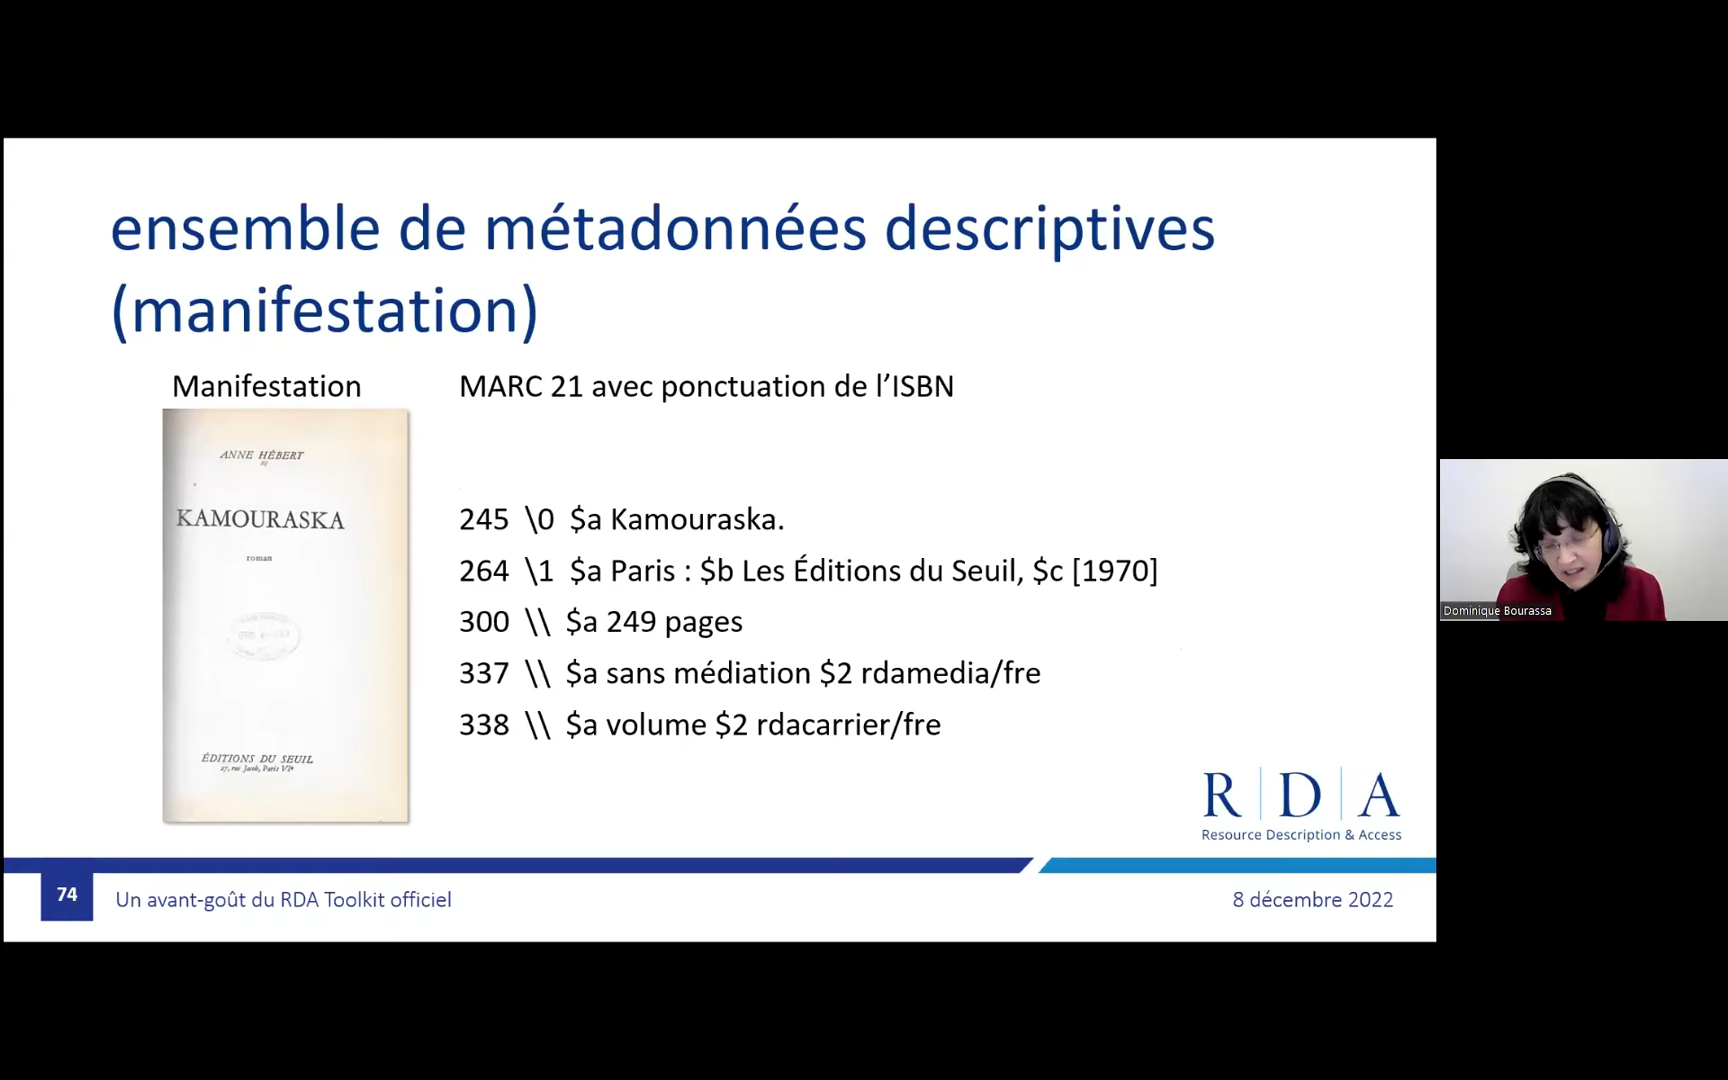 ensemble de métadonnées descriptives
(manifestation)
Manifestation
MARC 21 avec ponctuation de l’ISBN
ANNE HÉBERT
KAMOURASKA
roman
ÉDITIONS DU SEUIL
27, rue Jacob, Paris VIe
245 \0 $a Kamouraska.
264 \1 $a Paris : $b Les Éditions du Seuil, $c [1970]
300 \\ $a 249 pages
337 \\ $a sans médiation $2 rdamedia/fre
338 \\ $a volume $2 rdacarrier/fre
R D A
Resource Description & Access
74
Un avant-goût du RDA Toolkit officiel
8 décembre 2022
Dominique Bourassa